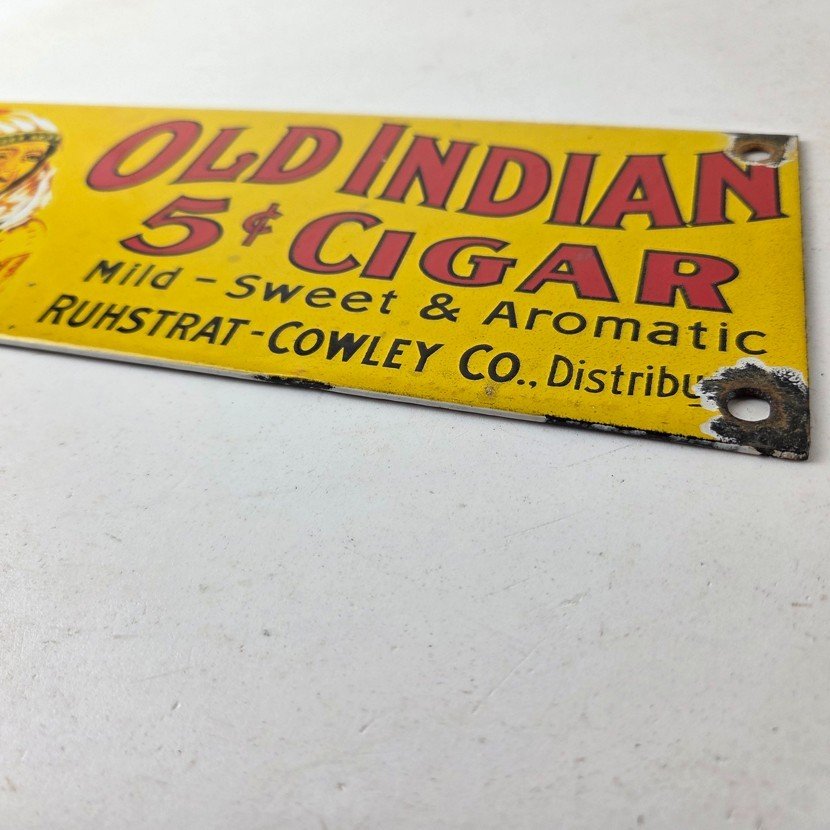 OLD INDIAN
5¢ CIGAR
Mild - Sweet & Aromatic
RUHSTRAT-COWLEY CO., Distribu